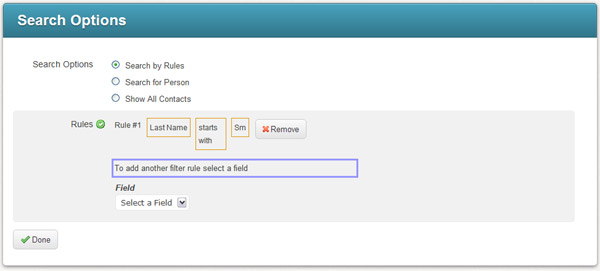 Search Options
Search Options
Search by Rules
Search for Person
Show All Contacts
Rules Rule #1 Last Name starts with Sm Remove
To add another filter rule select a field
Field
Select a Field
Done